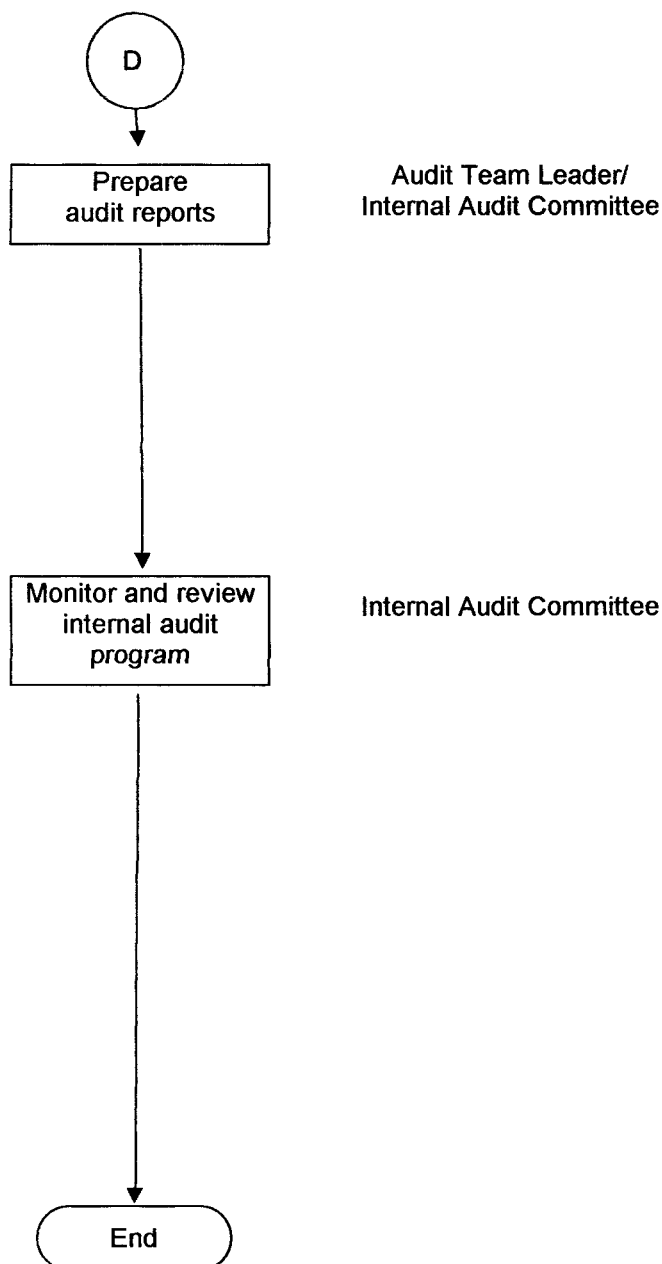 D
Prepare
audit reports
Audit Team Leader/
Internal Audit Committee
Monitor and review
internal audit
program
Internal Audit Committee
End